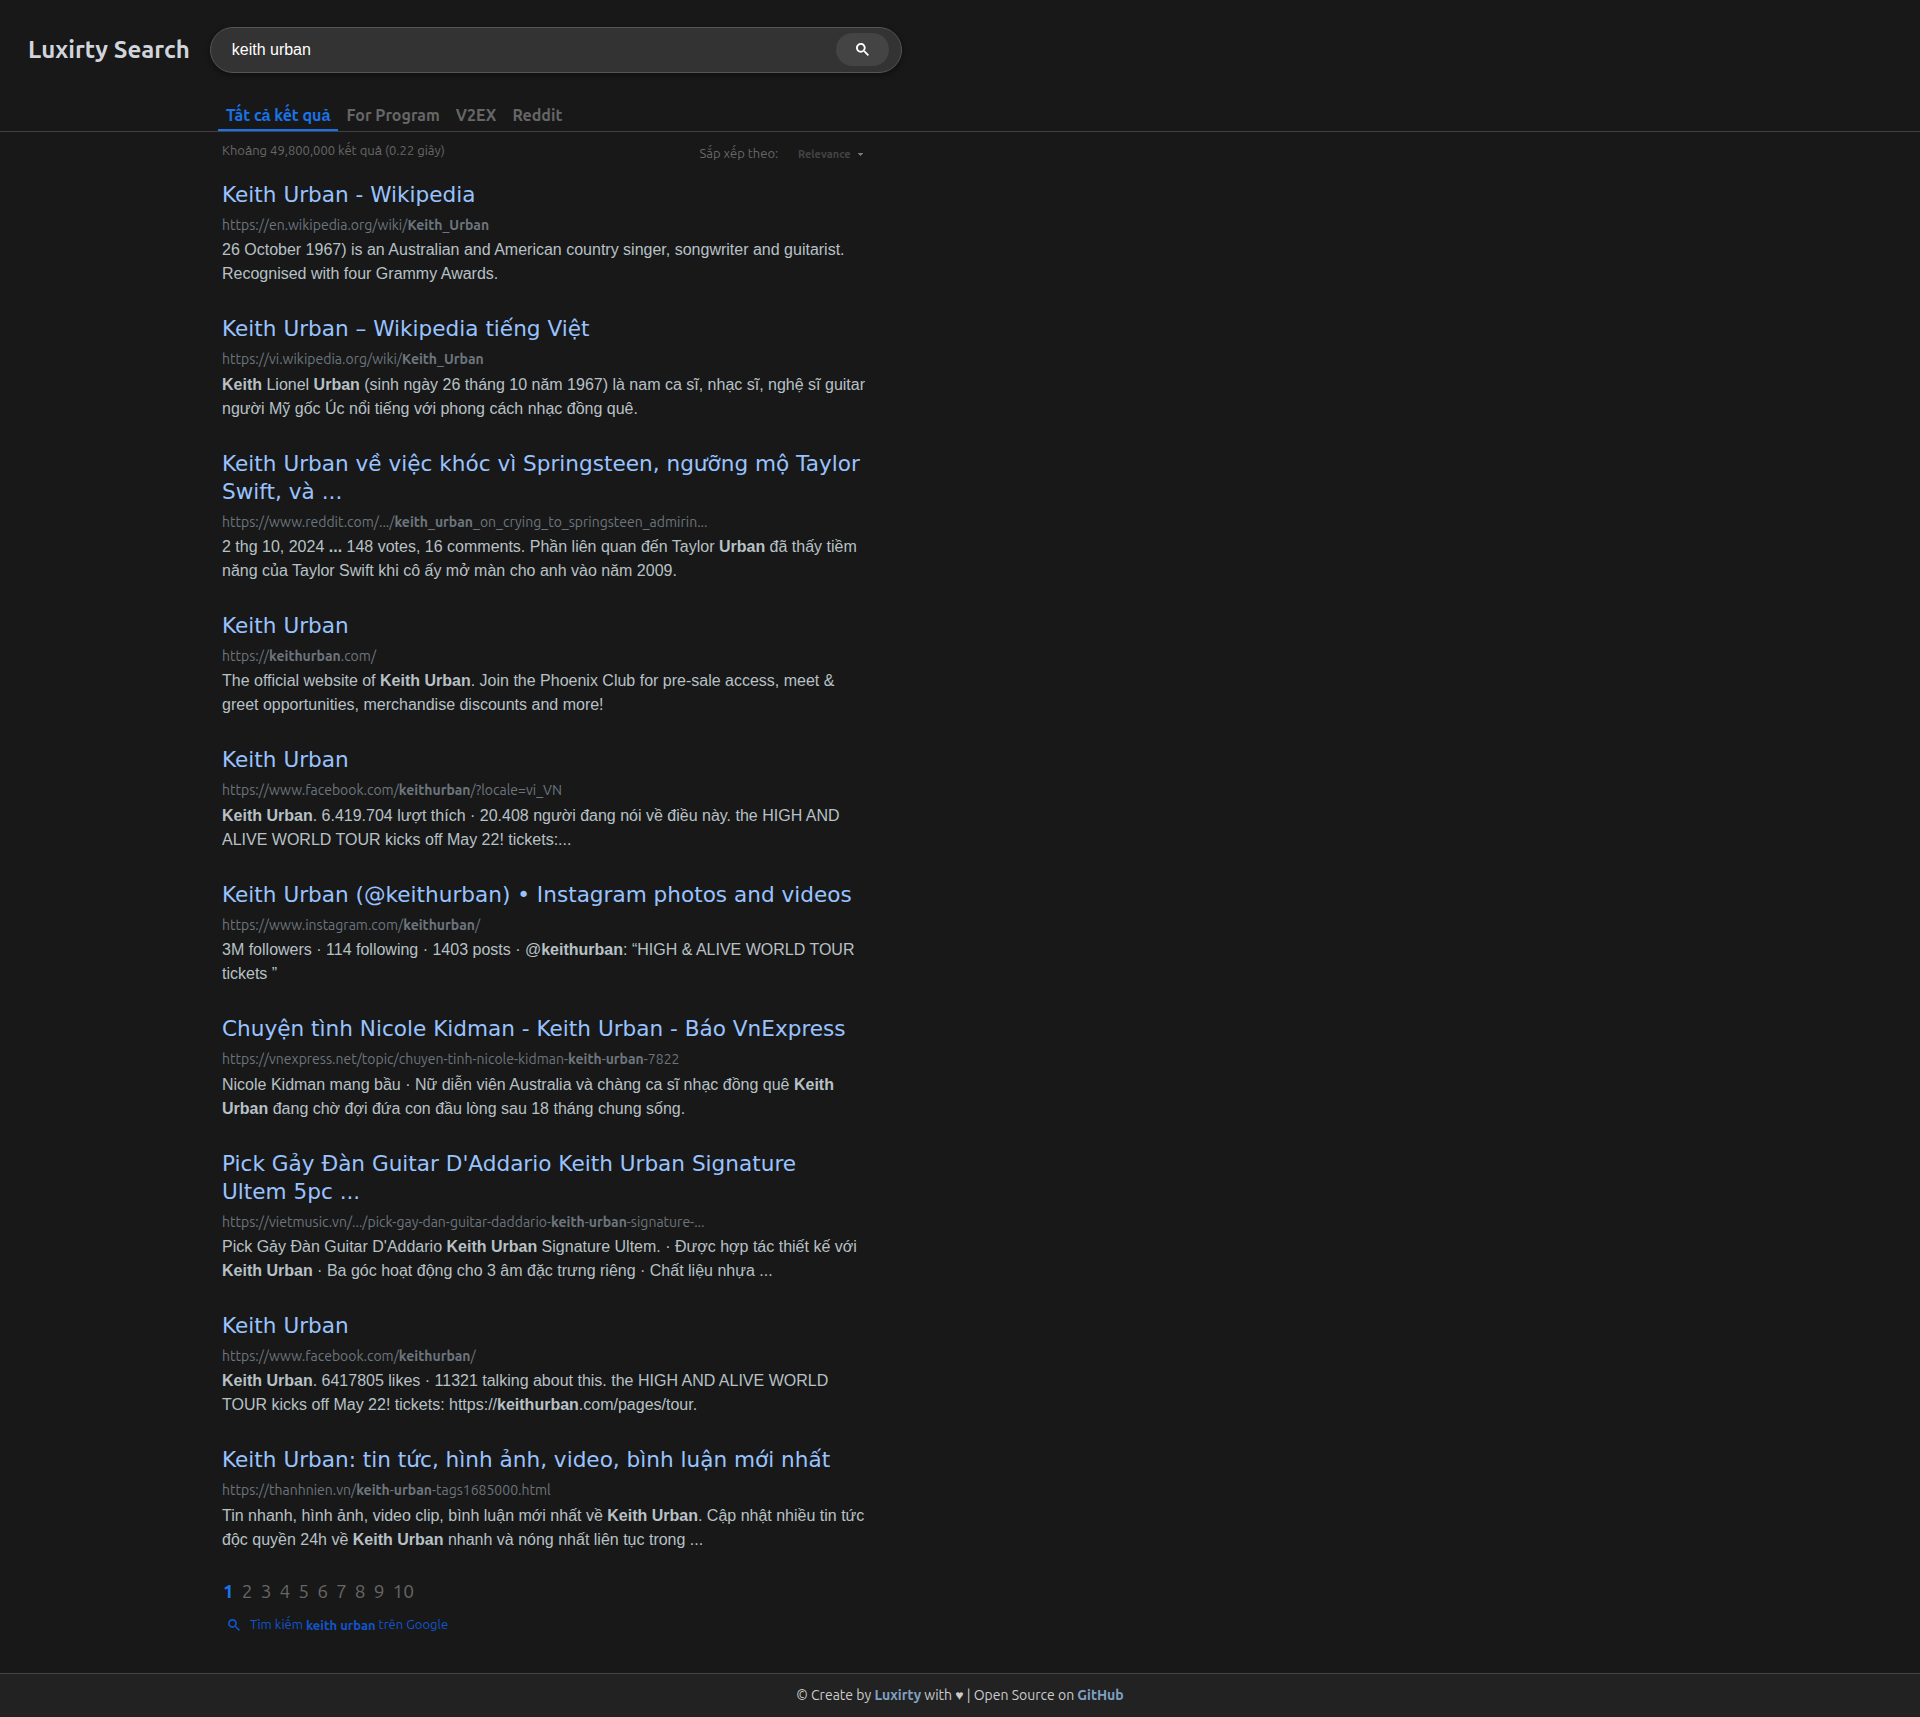 Luxirty Search
keith urban
Tất cả kết quả For Program V2EX Reddit
Khoảng 49,800,000 kết quả (0.22 giây)
Sắp xếp theo: Relevance
Keith Urban - Wikipedia
https://en.wikipedia.org/wiki/Keith_Urban
26 October 1967) is an Australian and American country singer, songwriter and guitarist.
Recognised with four Grammy Awards.
Keith Urban – Wikipedia tiếng Việt
https://vi.wikipedia.org/wiki/Keith_Urban
Keith Lionel Urban (sinh ngày 26 tháng 10 năm 1967) là nam ca sĩ, nhạc sĩ, nghệ sĩ guitar
người Mỹ gốc Úc nổi tiếng với phong cách nhạc đồng quê.
Keith Urban về việc khóc vì Springsteen, ngưỡng mộ Taylor
Swift, và ...
https://www.reddit.com/.../keith_urban_on_crying_to_springsteen_admirin...
2 thg 10, 2024 ... 148 votes, 16 comments. Phần liên quan đến Taylor Urban đã thấy tiềm
năng của Taylor Swift khi cô ấy mở màn cho anh vào năm 2009.
Keith Urban
https://keithurban.com/
The official website of Keith Urban. Join the Phoenix Club for pre-sale access, meet &
greet opportunities, merchandise discounts and more!
Keith Urban
https://www.facebook.com/keithurban/?locale=vi_VN
Keith Urban. 6.419.704 lượt thích · 20.408 người đang nói về điều này. the HIGH AND
ALIVE WORLD TOUR kicks off May 22! tickets:...
Keith Urban (@keithurban) • Instagram photos and videos
https://www.instagram.com/keithurban/
3M followers · 114 following · 1403 posts · @keithurban: “HIGH & ALIVE WORLD TOUR
tickets ”
Chuyện tình Nicole Kidman - Keith Urban - Báo VnExpress
https://vnexpress.net/topic/chuyen-tinh-nicole-kidman-keith-urban-7822
Nicole Kidman mang bầu · Nữ diễn viên Australia và chàng ca sĩ nhạc đồng quê Keith
Urban đang chờ đợi đứa con đầu lòng sau 18 tháng chung sống.
Pick Gảy Đàn Guitar D'Addario Keith Urban Signature
Ultem 5pc ...
https://vietmusic.vn/.../pick-gay-dan-guitar-daddario-keith-urban-signature-...
Pick Gảy Đàn Guitar D'Addario Keith Urban Signature Ultem. · Được hợp tác thiết kế với
Keith Urban · Ba góc hoạt động cho 3 âm đặc trưng riêng · Chất liệu nhựa ...
Keith Urban
https://www.facebook.com/keithurban/
Keith Urban. 6417805 likes · 11321 talking about this. the HIGH AND ALIVE WORLD
TOUR kicks off May 22! tickets: https://keithurban.com/pages/tour.
Keith Urban: tin tức, hình ảnh, video, bình luận mới nhất
https://thanhnien.vn/keith-urban-tags1685000.html
Tin nhanh, hình ảnh, video clip, bình luận mới nhất về Keith Urban. Cập nhật nhiều tin tức
độc quyền 24h về Keith Urban nhanh và nóng nhất liên tục trong ...
1 2 3 4 5 6 7 8 9 10
Tìm kiếm keith urban trên Google
© Create by Luxirty with ♥ | Open Source on GitHub